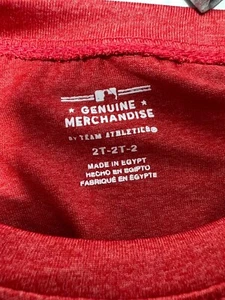 GENUINE
MERCHANDISE
BY TEAM ATHLETICS®
2T-2T-2
MADE IN EGYPT
HECHO EN EGIPTO
FABRIQUÉ EN ÉGYPTE